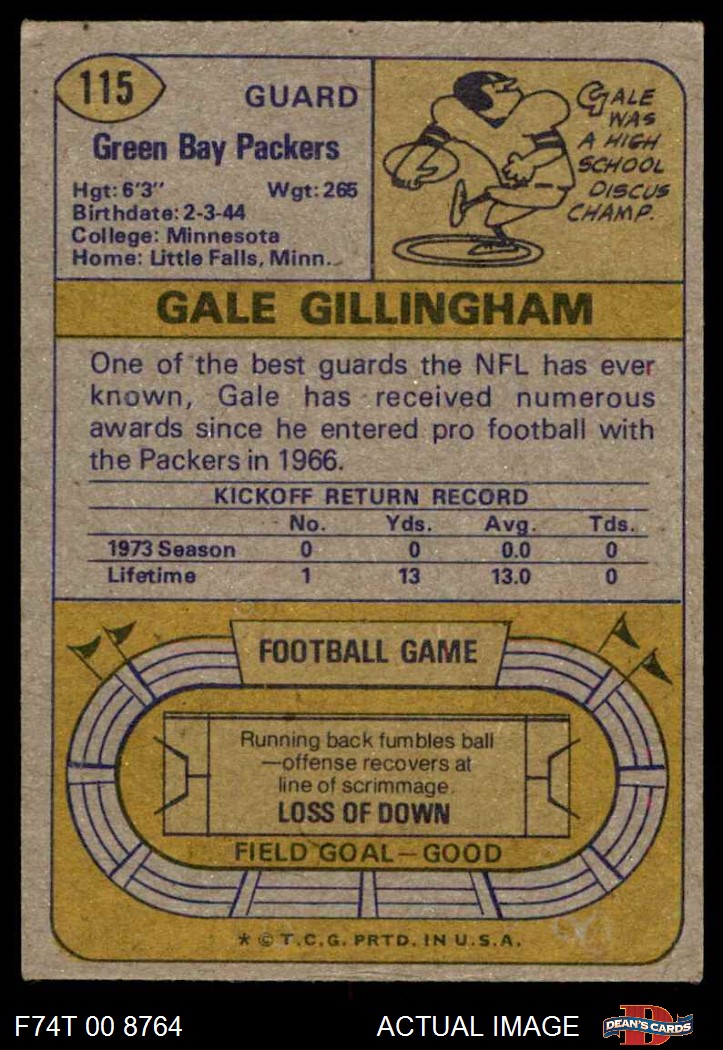 115
GUARD
Green Bay Packers
Hgt: 6'3" Wgt: 265
Birthdate: 2-3-44
College: Minnesota
Home: Little Falls, Minn.
GALE
WAS
A HIGH
SCHOOL
DISCUS
CHAMP.
GALE GILLINGHAM
One of the best guards the NFL has ever
known, Gale has received numerous
awards since he entered pro football with
the Packers in 1966.
KICKOFF RETURN RECORD
No. Yds. Avg. Tds.
1973 Season 0 0 0.0 0
Lifetime 1 13 13.0 0
FOOTBALL GAME
Running back fumbles ball
—offense recovers at
line of scrimmage.
LOSS OF DOWN
FIELD GOAL—GOOD
* © T.C.G. PRTD. IN U.S.A.
F74T 00 8764 ACTUAL IMAGE
DEAN'S CARDS